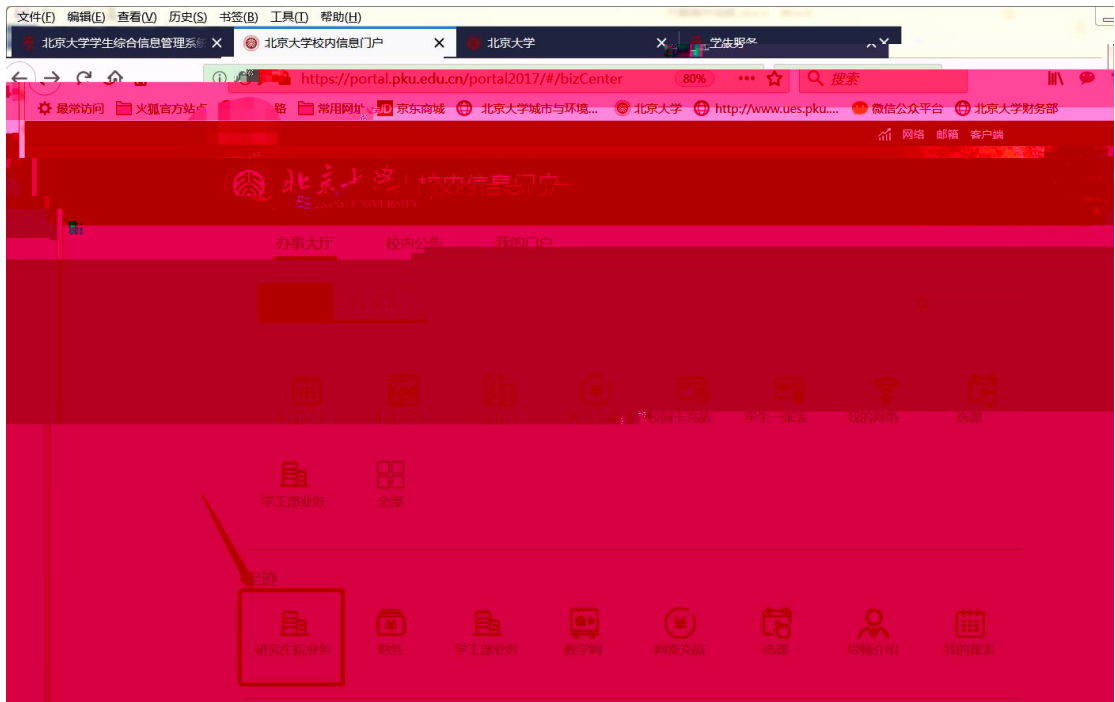 文件(F) 编辑(E) 查看(V) 历史(S) 书签(B) 工具(T) 帮助(H)
北京大学学生综合信息管理系统 北京大学校内信息门户 北京大学
https://portal.pku.edu.cn/portal2017/#/bizCenter 80% 搜索
最常访问 火狐官方站点 常用网址 JD 京东商城 北京大学城市与环境... 北京大学 http://www.ues.pku.... 微信公众平台 北京大学财务部
网络 邮箱 客户端
北京大学 校内信息门户
办事大厅 校内公告 我的门户
校园卡充值 学生一张表 我的网络 选课
学工部业务 全部
足迹
研究生院业务 财务 学工部业务 教学网 网费充值 选课 导师介绍 我的课表